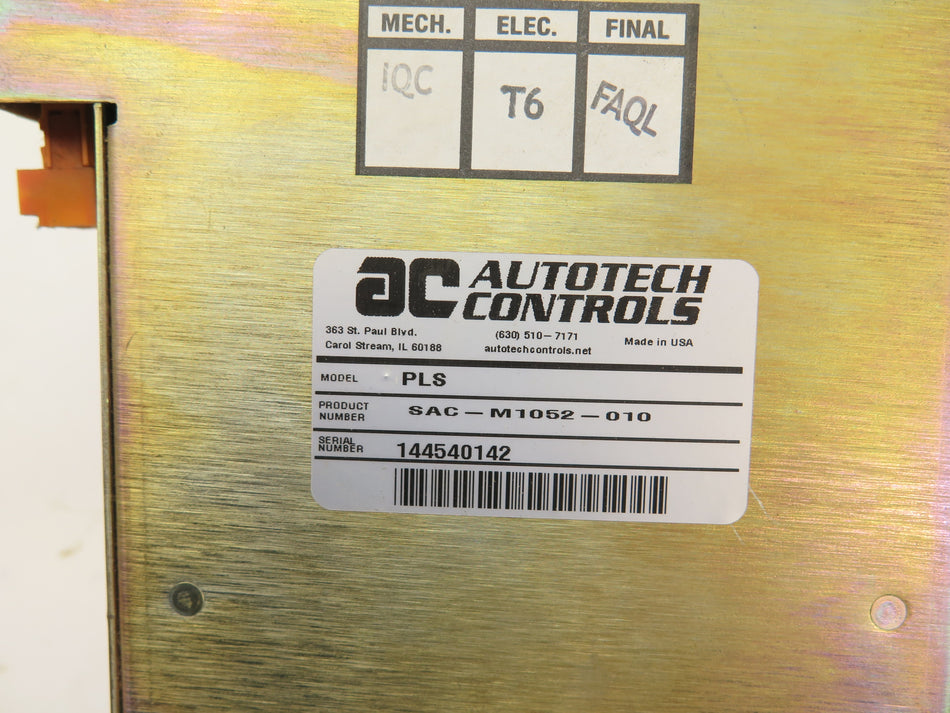 MECH. ELEC. FINAL
IQC T6 FAQL
ac AUTOTECH
CONTROLS
363 St. Paul Blvd. (630) 510-7171 Made in USA
Carol Stream, IL 60188 autotechcontrols.net
MODEL PLS
PRODUCT
NUMBER SAC-M1052-010
SERIAL
NUMBER 144540142